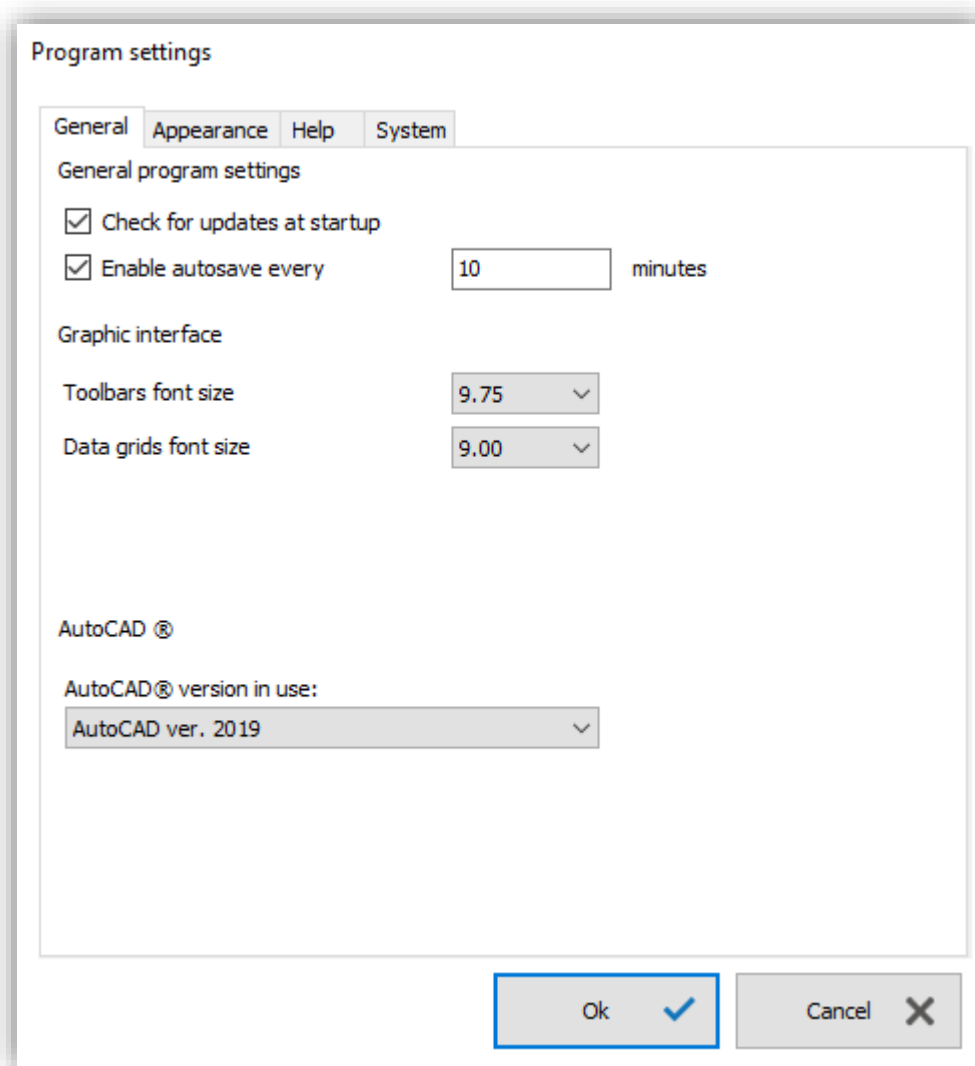 Program settings
General Appearance Help System
General program settings
Check for updates at startup
Enable autosave every 10 minutes
Graphic interface
Toolbars font size 9.75
Data grids font size 9.00
AutoCAD ®
AutoCAD® version in use:
AutoCAD ver. 2019
Ok Cancel